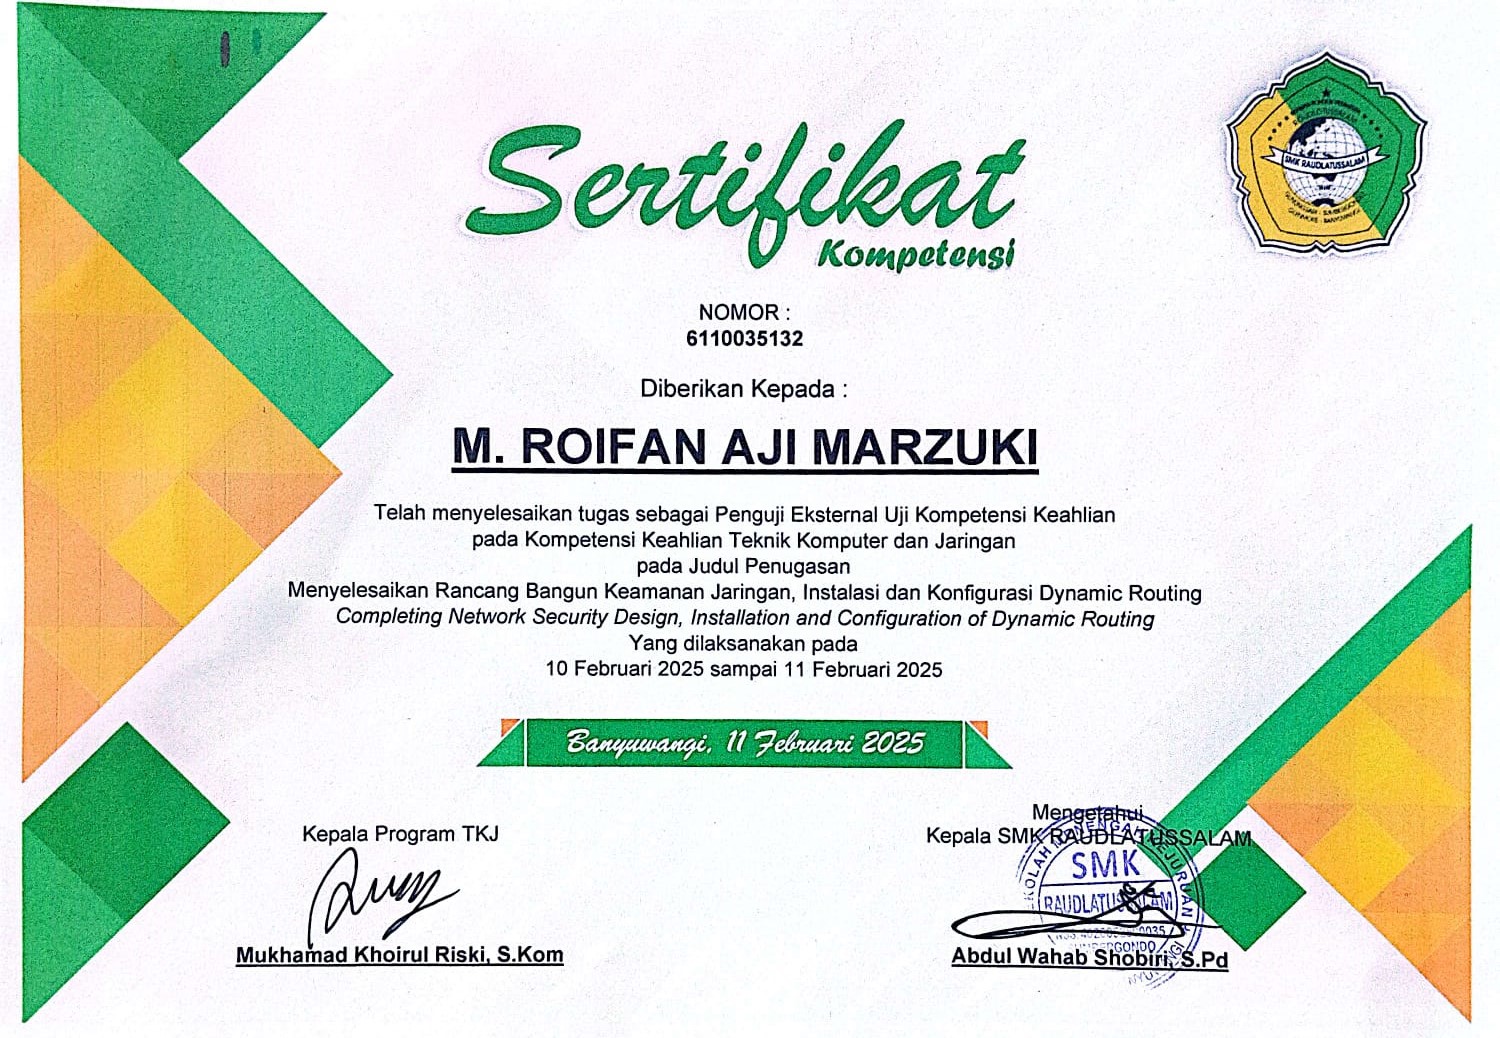 SMK RAUDLATUSSALAM
Sertifikat
Kompetensi
NOMOR :
6110035132
Diberikan Kepada :
M. ROIFAN AJI MARZUKI
Telah menyelesaikan tugas sebagai Penguji Eksternal Uji Kompetensi Keahlian
pada Kompetensi Keahlian Teknik Komputer dan Jaringan
pada Judul Penugasan
Menyelesaikan Rancang Bangun Keamanan Jaringan, Instalasi dan Konfigurasi Dynamic Routing
Completing Network Security Design, Installation and Configuration of Dynamic Routing
Yang dilaksanakan pada
10 Februari 2025 sampai 11 Februari 2025
Banyuwangi, 11 Februari 2025
Kepala Program TKJ
Mukhamad Khoirul Riski, S.Kom
Mengetahui
Kepala SMK RAUDLATUSSALAM
SMK
Abdul Wahab Shobiri, S.Pd